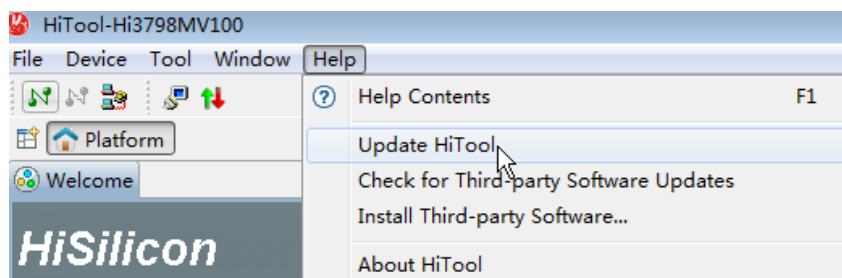 HiTool-Hi3798MV100
File Device Tool Window Help
Help Contents F1
Platform
Update HiTool
Welcome
Check for Third-party Software Updates
Install Third-party Software...
HiSilicon
About HiTool